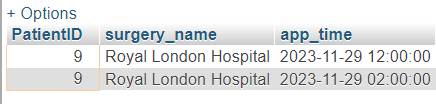 + Options
PatientID surgery_name app_time
9 Royal London Hospital 2023-11-29 12:00:00
9 Royal London Hospital 2023-11-29 02:00:00